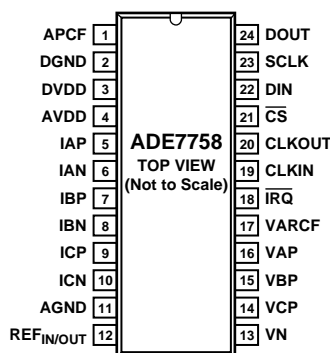 APCF 1 24 DOUT
DGND 2 23 SCLK
DVDD 3 22 DIN
AVDD 4 21 C̅S̅
IAP 5 ADE7758 20 CLKOUT
IAN 6 TOP VIEW 19 CLKIN
IBP 7 (Not to Scale) 18 I̅R̅Q̅
IBN 8 17 VARCF
ICP 9 16 VAP
ICN 10 15 VBP
AGND 11 14 VCP
REFIN/OUT 12 13 VN